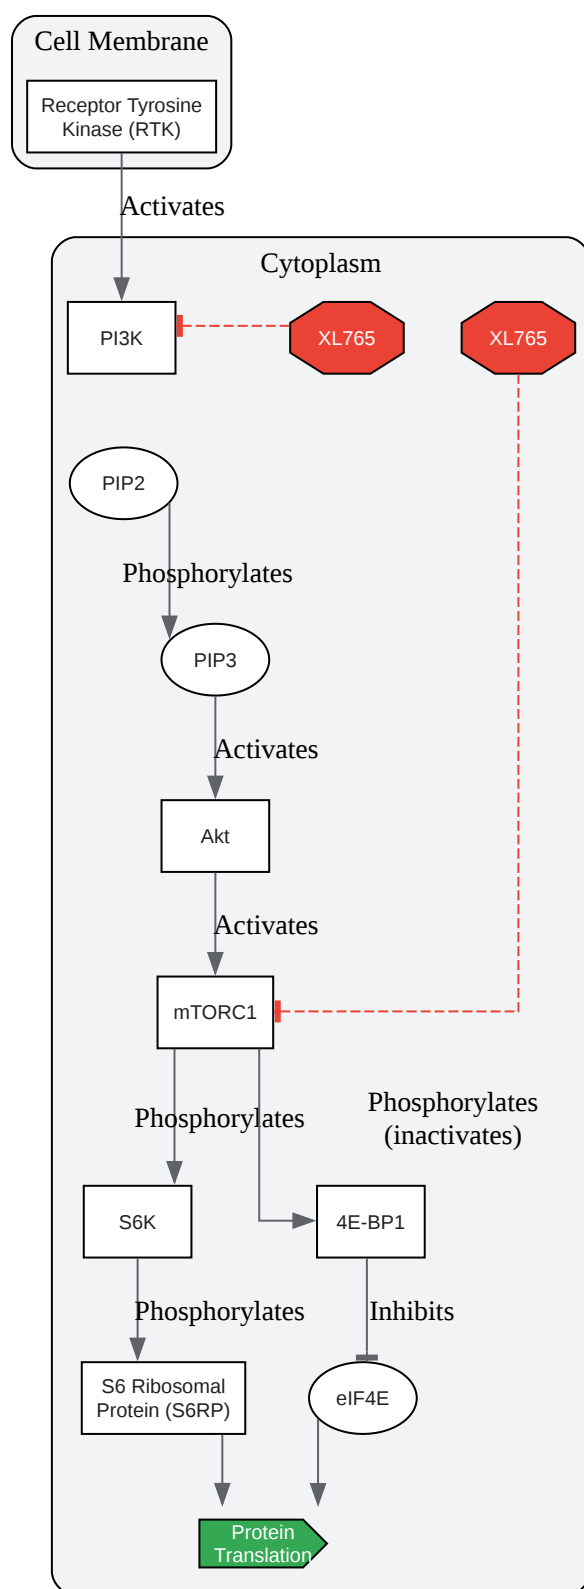 Cell Membrane
Receptor Tyrosine
Kinase (RTK)
Activates
Cytoplasm
PI3K
XL765
XL765
PIP2
Phosphorylates
PIP3
Activates
Akt
Activates
mTORC1
Phosphorylates
Phosphorylates
(inactivates)
S6K
4E-BP1
Phosphorylates
Inhibits
S6 Ribosomal
Protein (S6RP)
eIF4E
Protein
Translation